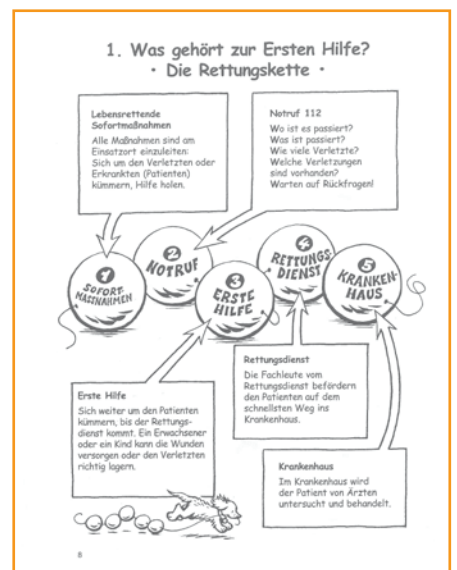 1. Was gehört zur Ersten Hilfe?
· Die Rettungskette ·
Lebensrettende
Sofortmaßnahmen
Alle Maßnahmen sind am
Einsatzort einzuleiten:
Sich um den Verletzten oder
Erkrankten (Patienten)
kümmern, Hilfe holen.
Notruf 112
Wo ist es passiert?
Was ist passiert?
Wie viele Verletzte?
Welche Verletzungen
sind vorhanden?
Warten auf Rückfragen!
1
SOFORT-
MASSNAHMEN
2
NOTRUF
3
ERSTE
HILFE
4
RETTUNGS-
DIENST
5
KRANKEN-
HAUS
Erste Hilfe
Sich weiter um den Patienten
kümmern, bis der Rettungs-
dienst kommt. Ein Erwachsener
oder ein Kind kann die Wunden
versorgen oder den Verletzten
richtig lagern.
Rettungsdienst
Die Fachleute vom
Rettungsdienst befördern
den Patienten auf dem
schnellsten Weg ins
Krankenhaus.
Krankenhaus
Im Krankenhaus wird
der Patient von Ärzten
untersucht und behandelt.
8